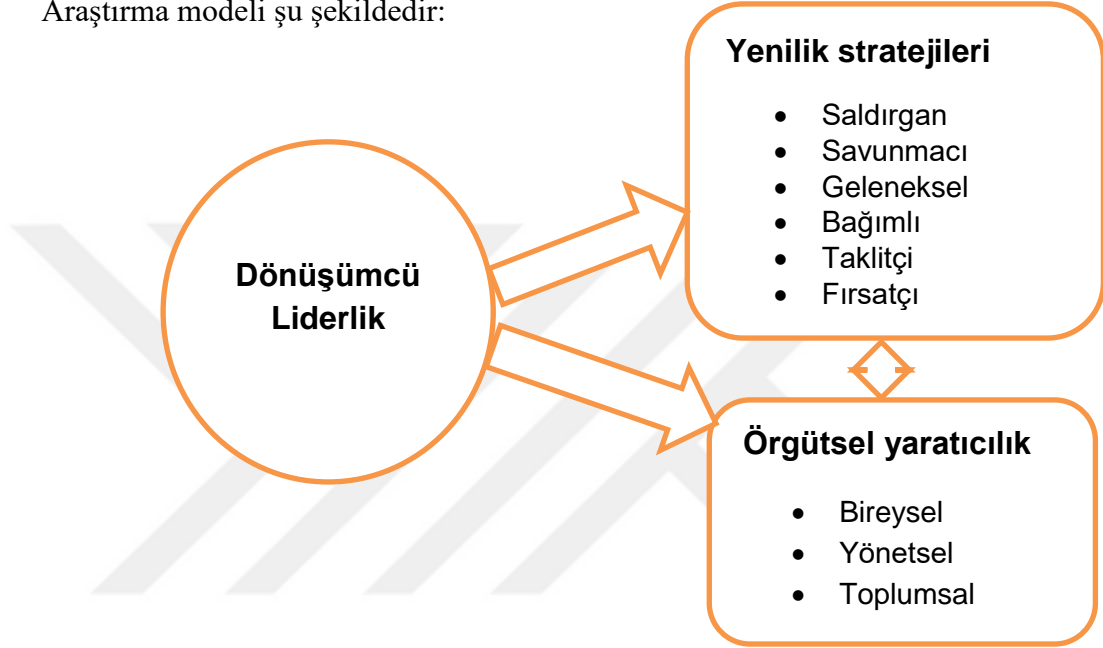 Araştırma modeli şu şekildedir:
Yenilik stratejileri
• Saldırgan
• Savunmacı
• Geleneksel
• Bağımlı
• Taklitçi
• Fırsatçı
Dönüşümcü
Liderlik
Örgütsel yaratıcılık
• Bireysel
• Yönetsel
• Toplumsal